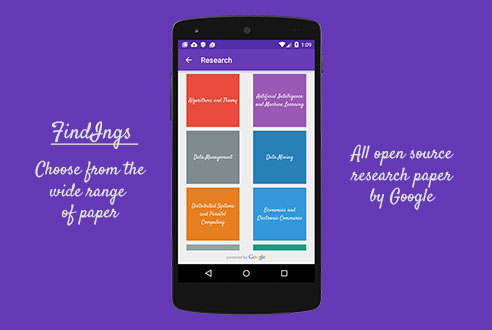 1:09
Research
Algorithms and Theory
Artificial Intelligence
and Machine Learning
FindIngs
Choose from the
wide range
of paper
Data Management
Data Mining
All open source
research paper
by Google
Distributed Systems
and Parallel
Computing
Economics and
Electronic Commerce
powered by Google